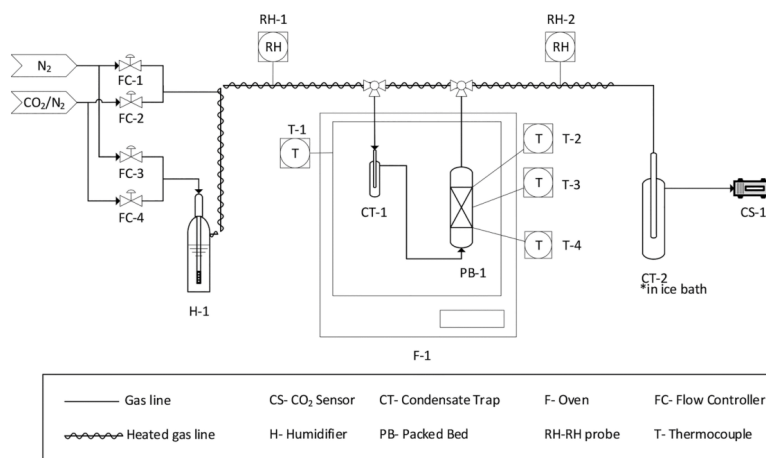 RH-1
RH
RH-2
RH
N₂
FC-1
CO₂/N₂
FC-2
FC-3
FC-4
H-1
T-1
T
CT-1
PB-1
T
T-2
T
T-3
T
T-4
F-1
CT-2
*in ice bath
CS-1
Gas line
CS- CO₂ Sensor
CT- Condensate Trap
F- Oven
FC- Flow Controller
Heated gas line
H- Humidifier
PB- Packed Bed
RH-RH probe
T- Thermocouple